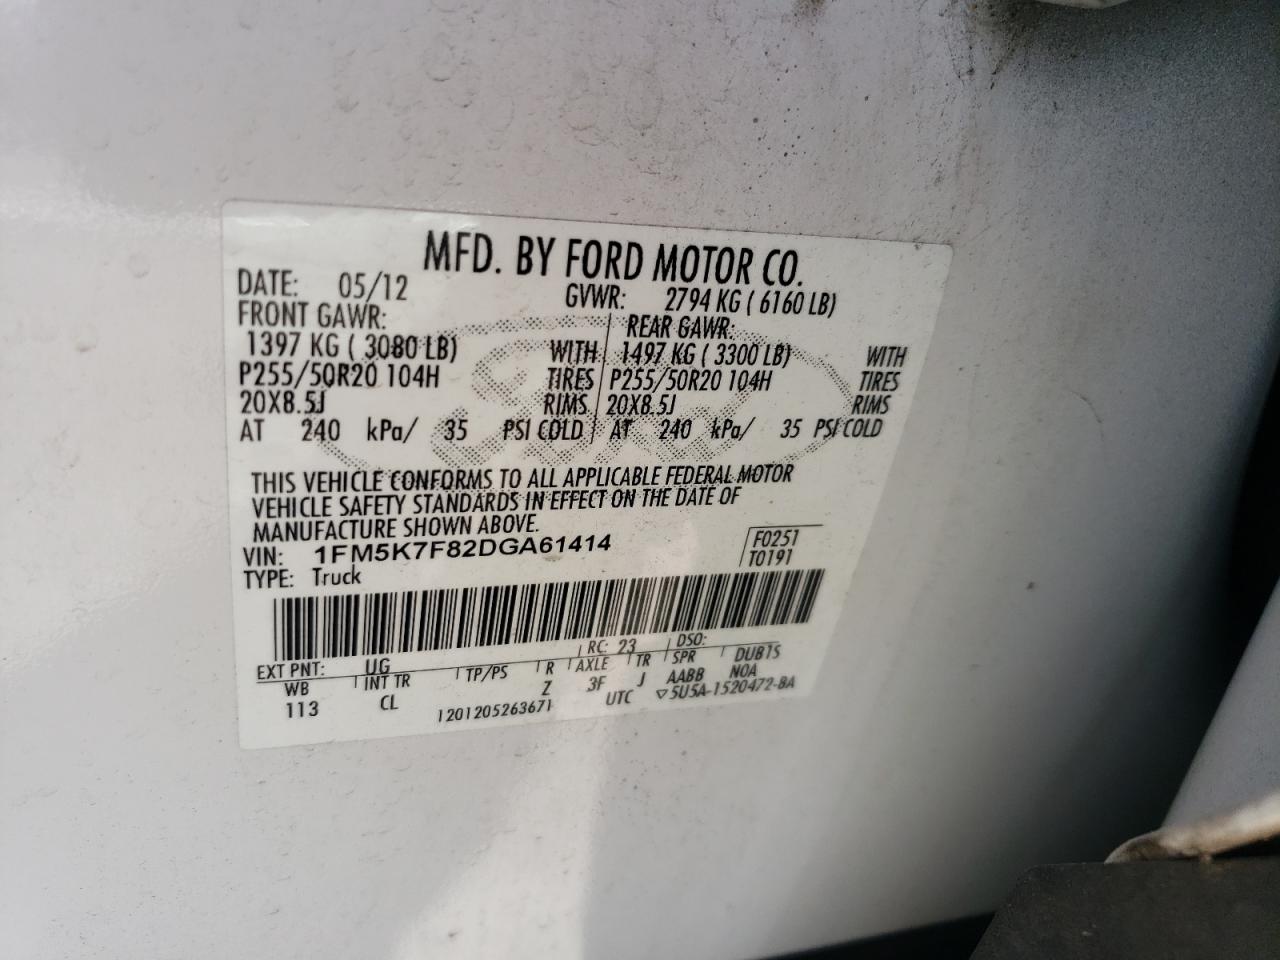 MFD. BY FORD MOTOR CO.
DATE: 05/12 GVWR: 2794 KG ( 6160 LB)
FRONT GAWR: REAR GAWR:
1397 KG ( 3080 LB) WITH 1497 KG ( 3300 LB) WITH
P255/50R20 104H TIRES P255/50R20 104H TIRES
20X8.5J RIMS 20X8.5J RIMS
AT 240 kPa/ 35 PSI COLD AT 240 kPa/ 35 PSI COLD
THIS VEHICLE CONFORMS TO ALL APPLICABLE FEDERAL MOTOR
VEHICLE SAFETY STANDARDS IN EFFECT ON THE DATE OF
MANUFACTURE SHOWN ABOVE.
VIN: 1FM5K7F82DGA61414 F0251
TYPE: Truck T0191
EXT PNT: UG RC: 23 DSO:
WB INT TR TP/PS R AXLE TR SPR DUB1S
113 CL Z 3F J AABB N0A
1201205263671 UTC ▽5U5A-1520472-BA